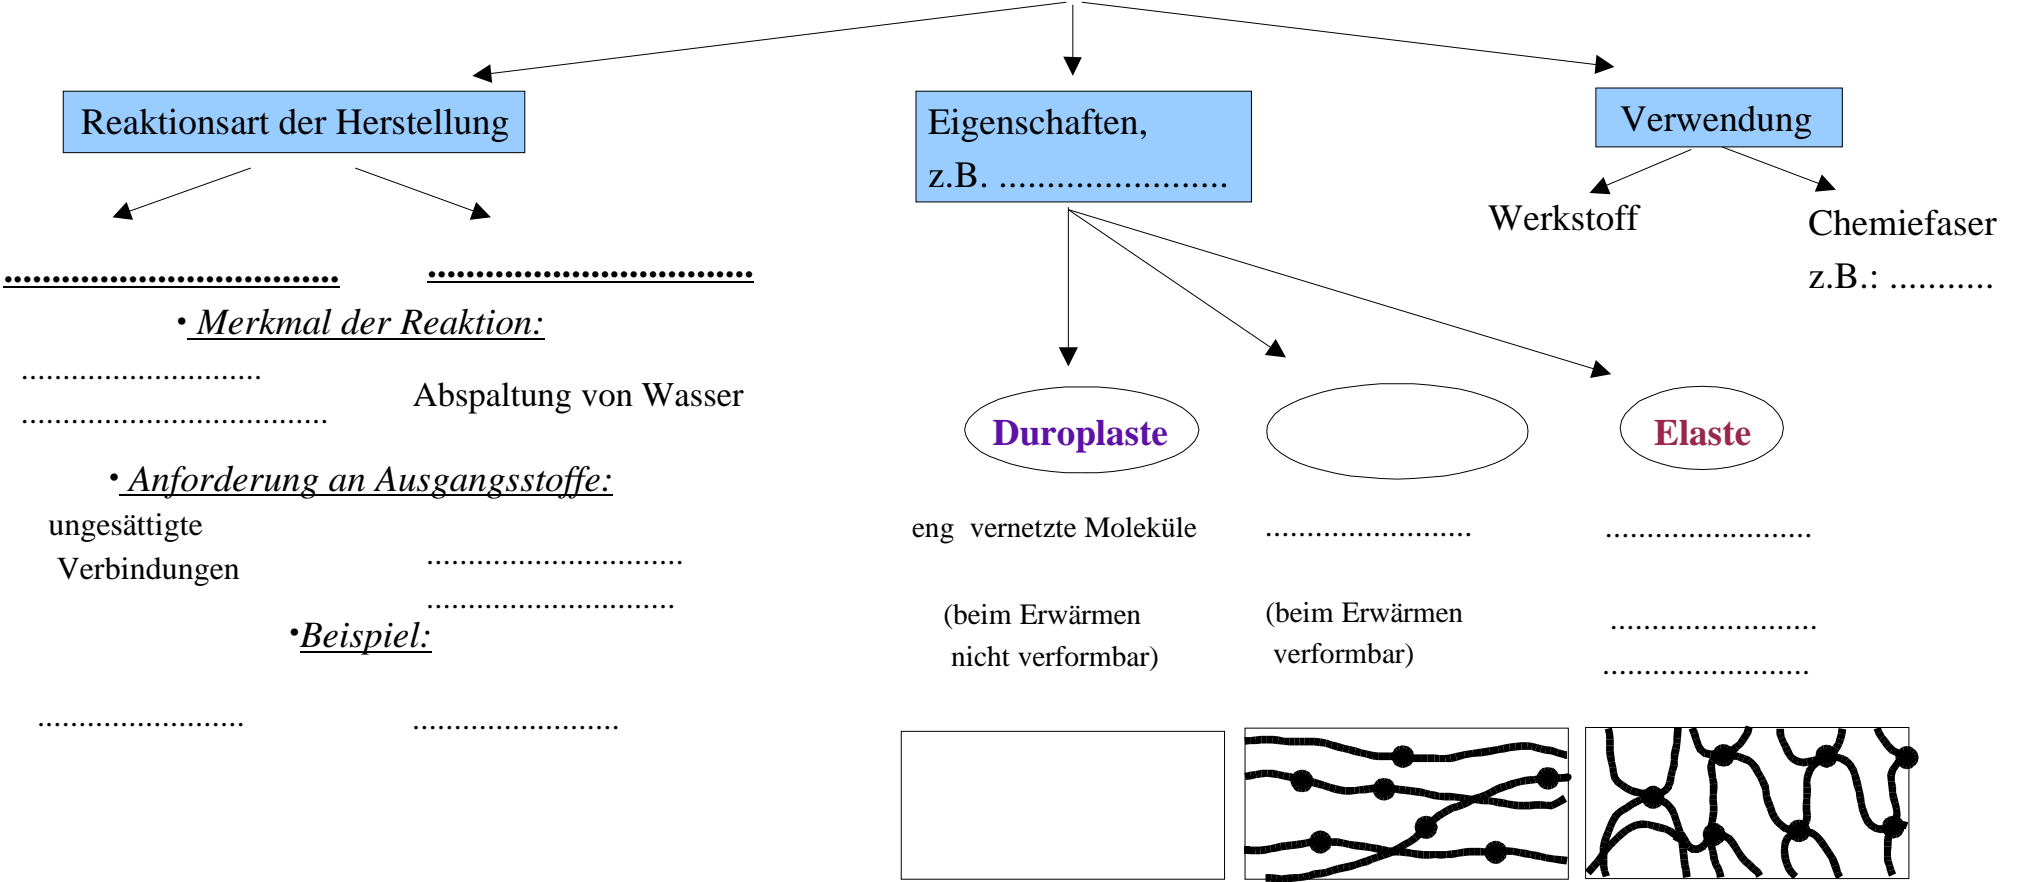 Reaktionsart der Herstellung
Eigenschaften,
z.B. ........................
Verwendung
Werkstoff
Chemiefaser
z.B.: ...........
...................................
..................................
• Merkmal der Reaktion:
.............................
.....................................
Abspaltung von Wasser
• Anforderung an Ausgangsstoffe:
ungesättigte
Verbindungen
...............................
..............................
•Beispiel:
.........................
.........................
Duroplaste
Elaste
eng vernetzte Moleküle
.........................
.........................
(beim Erwärmen
nicht verformbar)
(beim Erwärmen
verformbar)
.........................
.........................